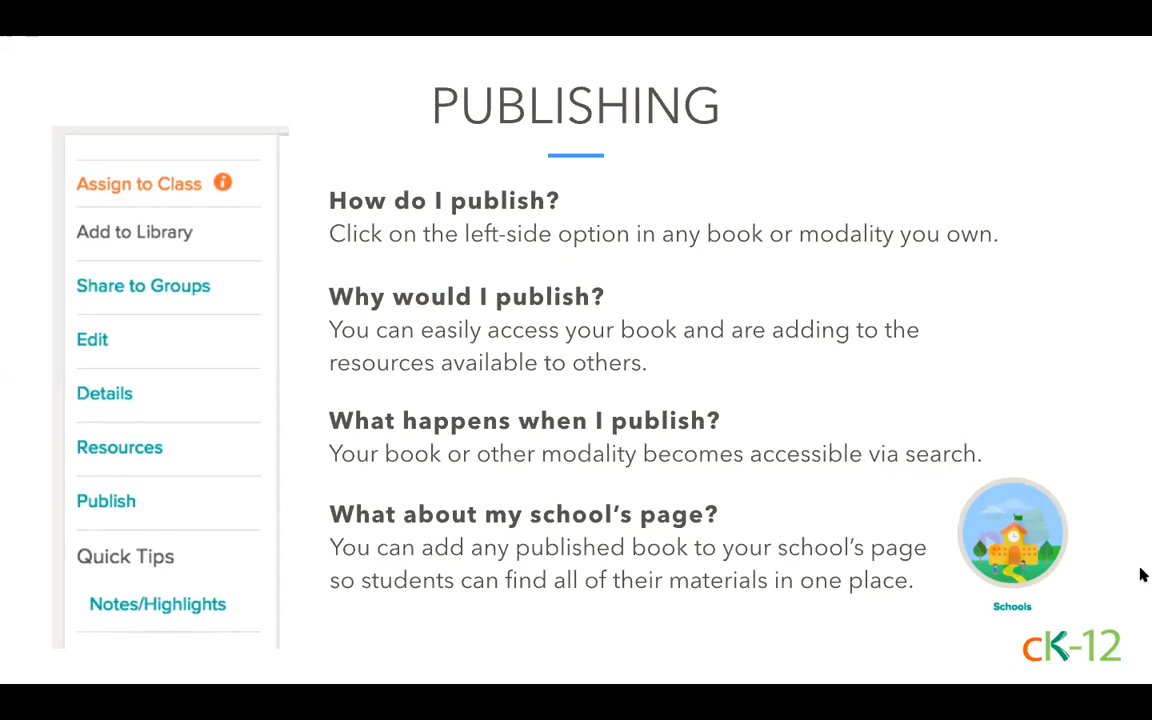 PUBLISHING
Assign to Class i
Add to Library
Share to Groups
Edit
Details
Resources
Publish
Quick Tips
Notes/Highlights
How do I publish?
Click on the left-side option in any book or modality you own.
Why would I publish?
You can easily access your book and are adding to the
resources available to others.
What happens when I publish?
Your book or other modality becomes accessible via search.
What about my school’s page?
You can add any published book to your school’s page
so students can find all of their materials in one place.
Schools
cK-12